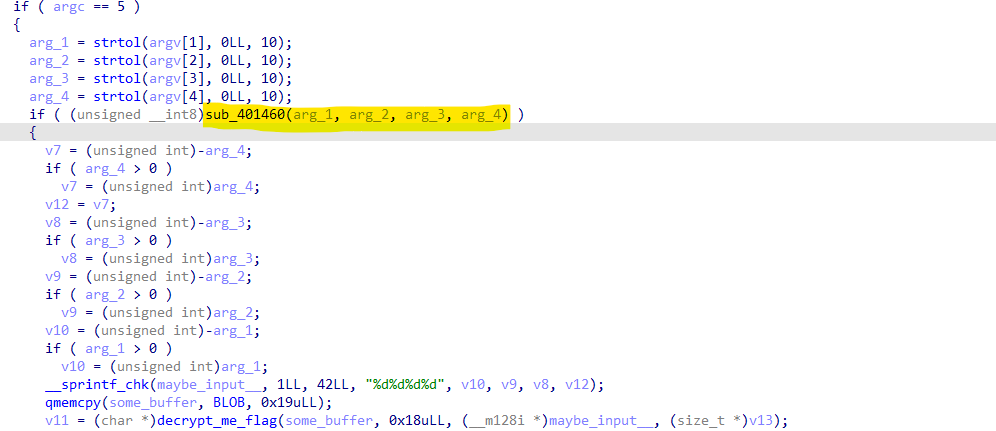 if ( argc == 5 )
{
arg_1 = strtol(argv[1], 0LL, 10);
arg_2 = strtol(argv[2], 0LL, 10);
arg_3 = strtol(argv[3], 0LL, 10);
arg_4 = strtol(argv[4], 0LL, 10);
if ( (unsigned __int8)sub_401460(arg_1, arg_2, arg_3, arg_4) )
{
v7 = (unsigned int)-arg_4;
if ( arg_4 > 0 )
v7 = (unsigned int)arg_4;
v12 = v7;
v8 = (unsigned int)-arg_3;
if ( arg_3 > 0 )
v8 = (unsigned int)arg_3;
v9 = (unsigned int)-arg_2;
if ( arg_2 > 0 )
v9 = (unsigned int)arg_2;
v10 = (unsigned int)-arg_1;
if ( arg_1 > 0 )
v10 = (unsigned int)arg_1;
__sprintf_chk(maybe_input__, 1LL, 42LL, "%d%d%d%d", v10, v9, v8, v12);
qmemcpy(some_buffer, BLOB, 0x19uLL);
v11 = (char *)decrypt_me_flag(some_buffer, 0x18uLL, (__m128i *)maybe_input__, (size_t *)v13);